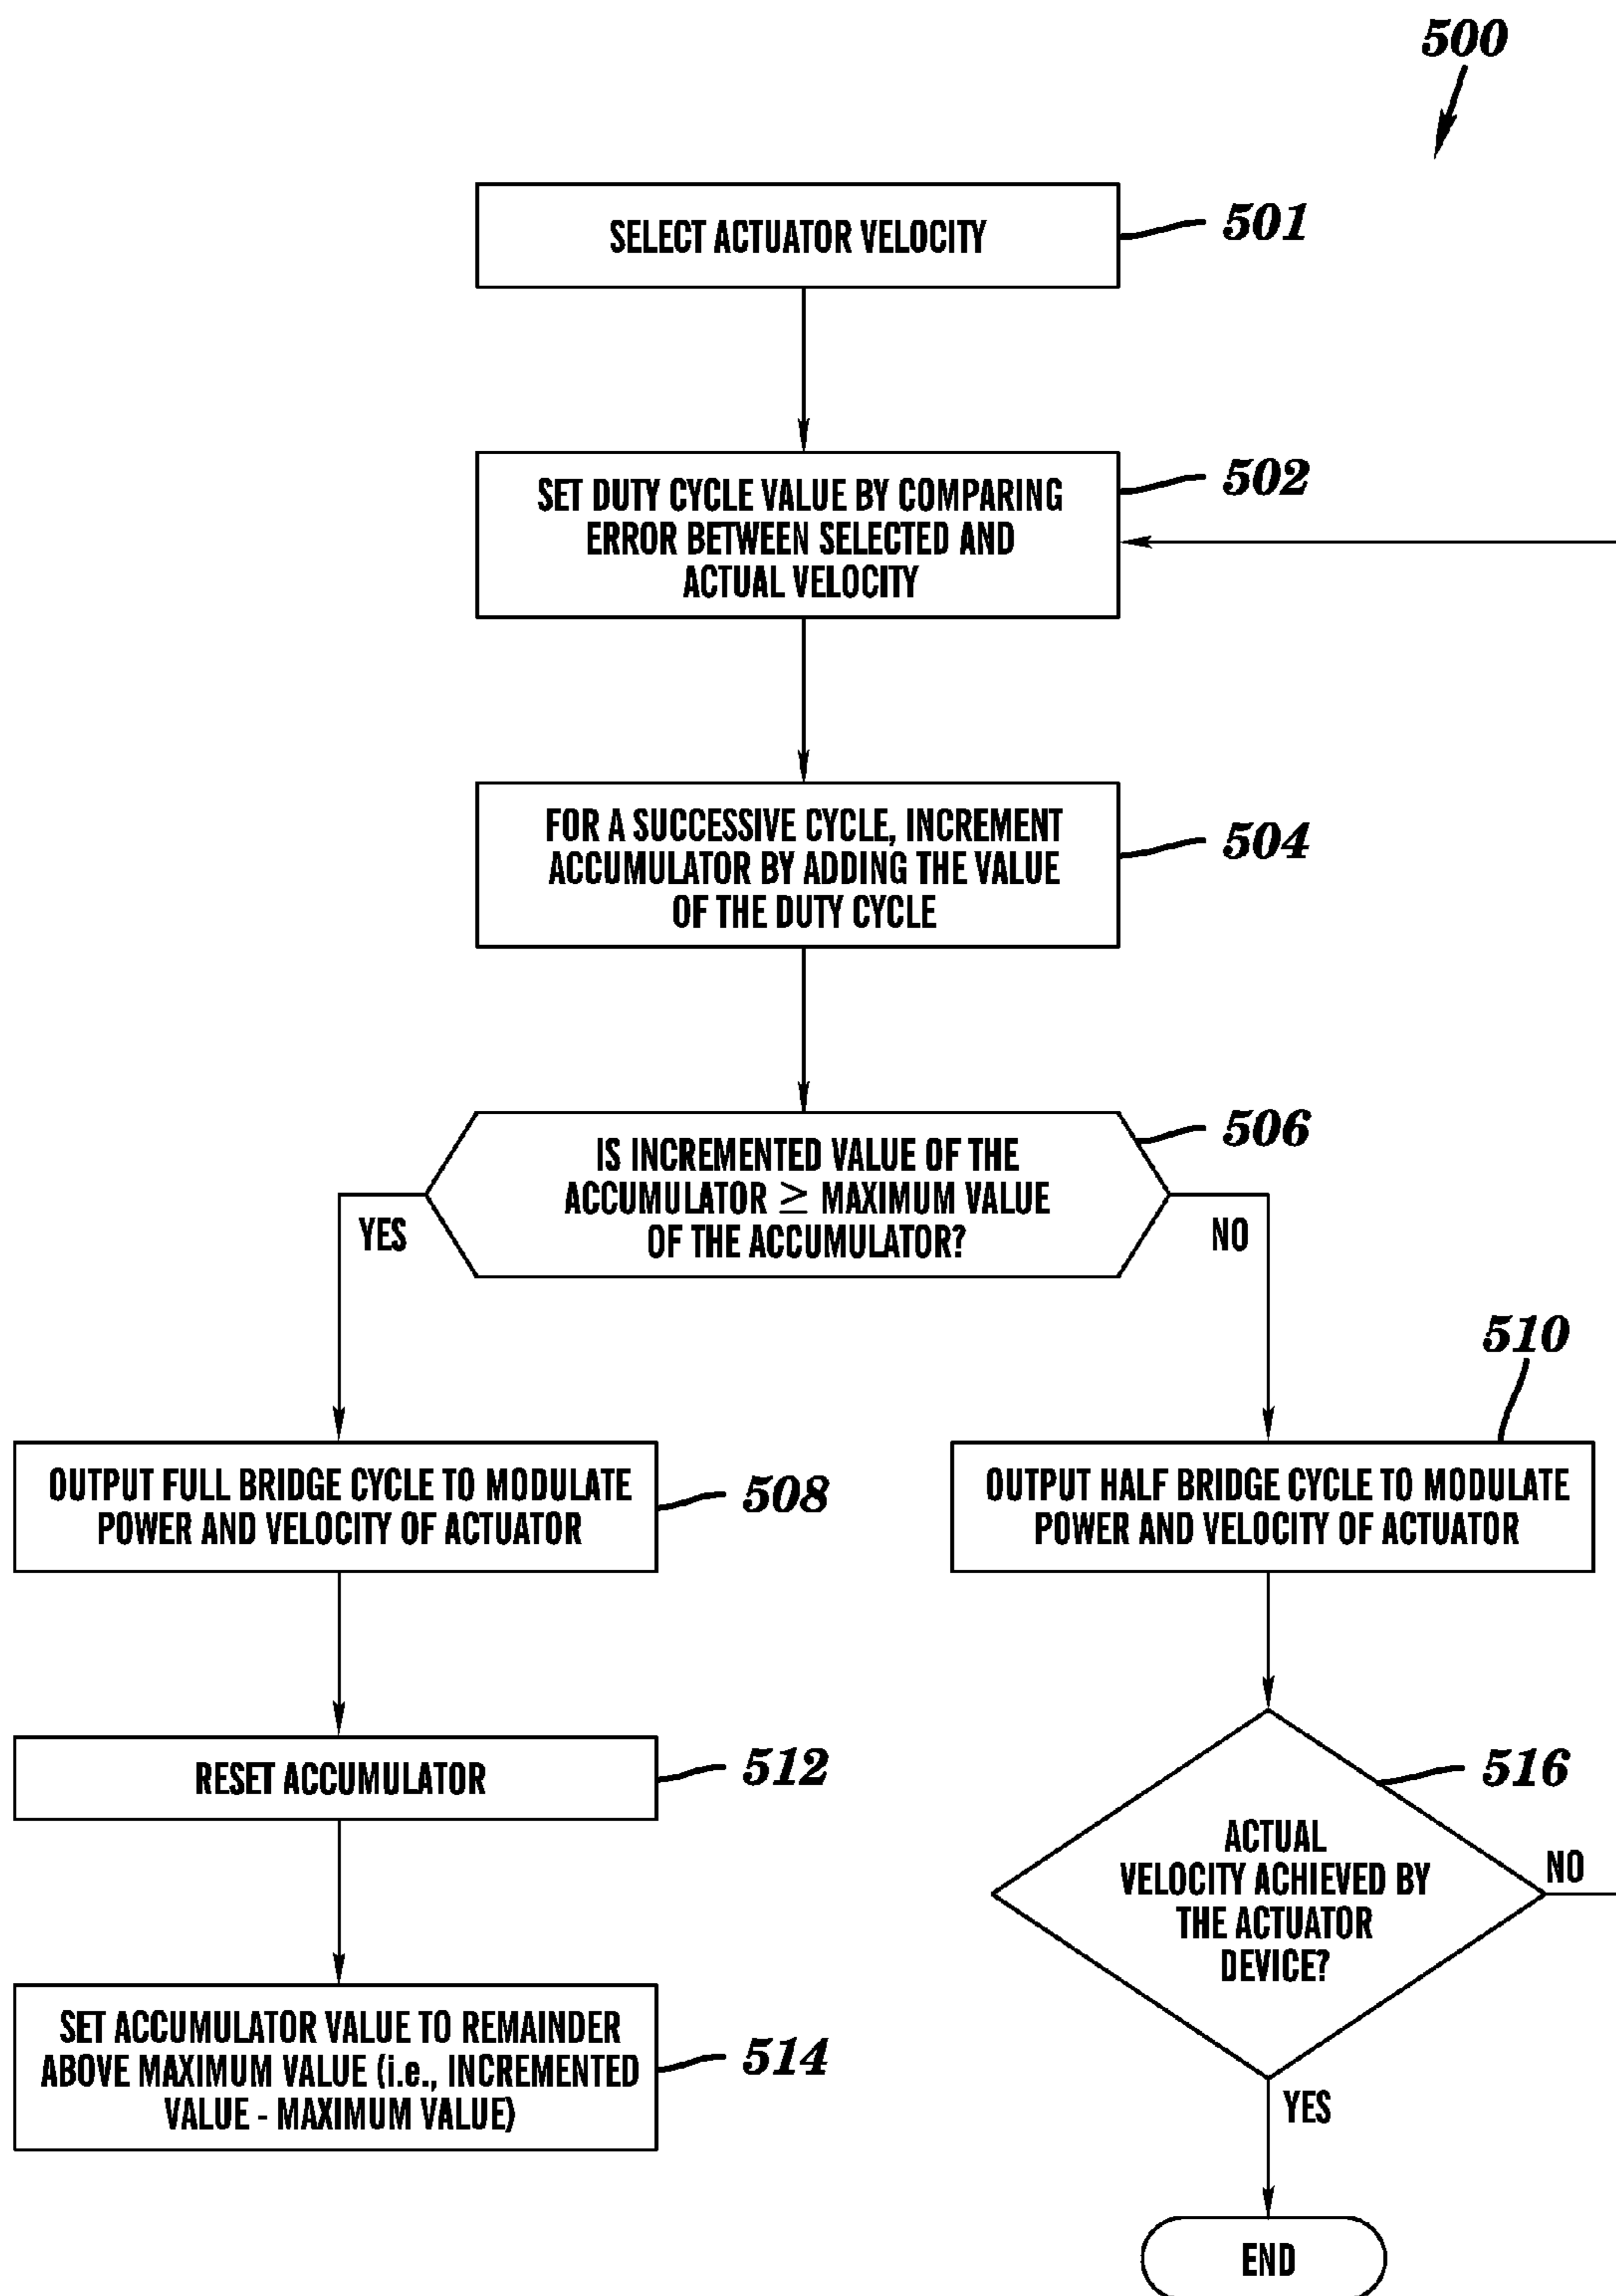 500
SELECT ACTUATOR VELOCITY
501
SET DUTY CYCLE VALUE BY COMPARING
ERROR BETWEEN SELECTED AND
ACTUAL VELOCITY
502
FOR A SUCCESSIVE CYCLE, INCREMENT
ACCUMULATOR BY ADDING THE VALUE
OF THE DUTY CYCLE
504
IS INCREMENTED VALUE OF THE
ACCUMULATOR ≥ MAXIMUM VALUE
OF THE ACCUMULATOR?
506
YES
NO
OUTPUT FULL BRIDGE CYCLE TO MODULATE
POWER AND VELOCITY OF ACTUATOR
508
510
OUTPUT HALF BRIDGE CYCLE TO MODULATE
POWER AND VELOCITY OF ACTUATOR
RESET ACCUMULATOR
512
516
ACTUAL
VELOCITY ACHIEVED BY
THE ACTUATOR
DEVICE?
NO
SET ACCUMULATOR VALUE TO REMAINDER
ABOVE MAXIMUM VALUE (i.e., INCREMENTED
VALUE - MAXIMUM VALUE)
514
YES
END